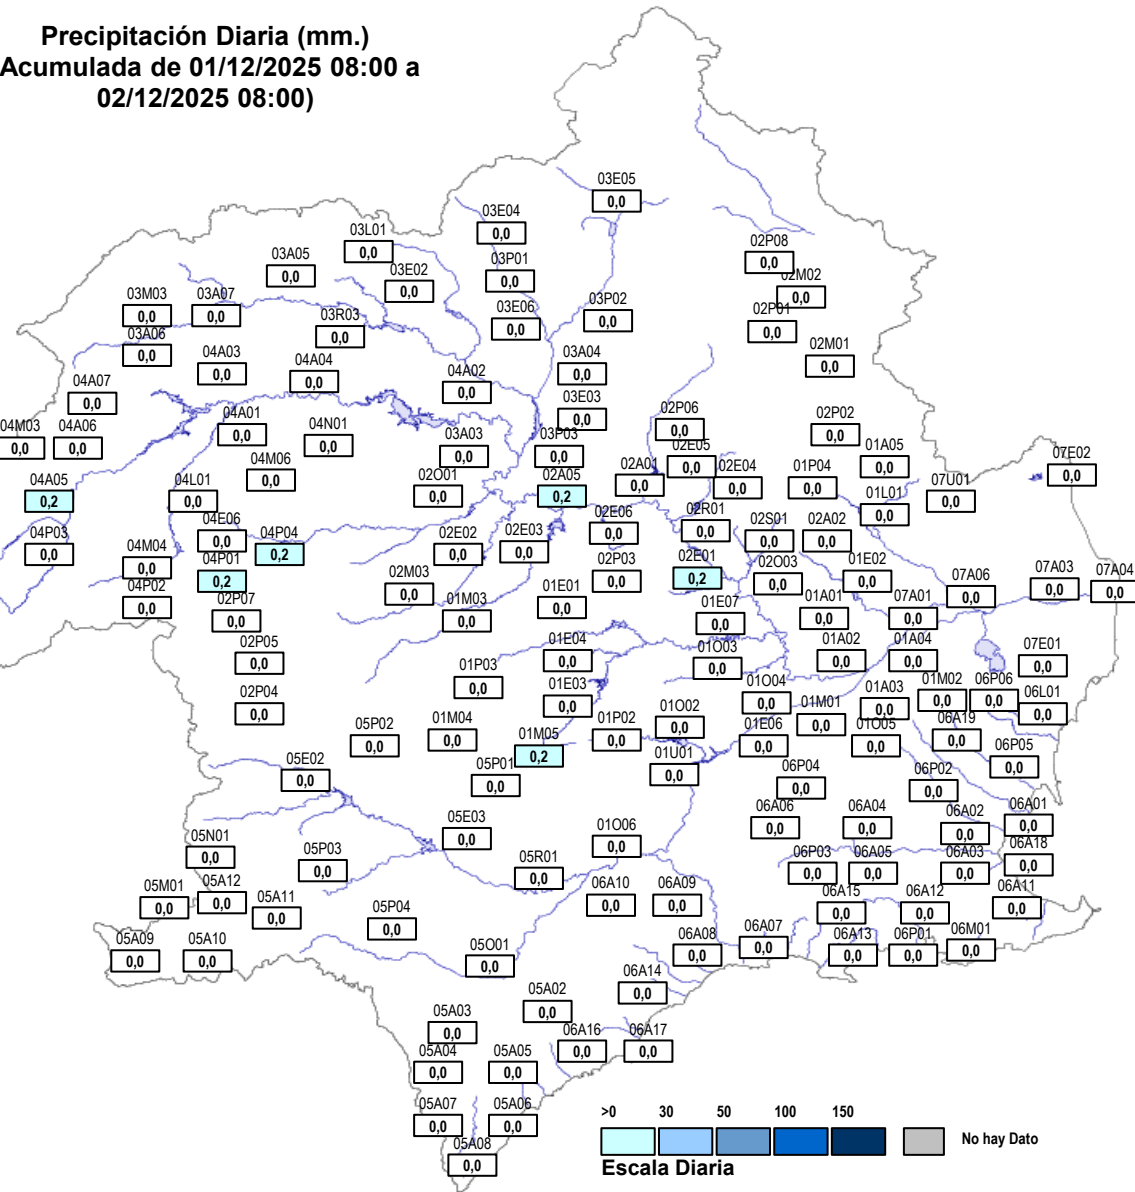 Precipitación Diaria (mm.)
Acumulada de 01/12/2025 08:00 a
02/12/2025 08:00)
03E05
0,0
03E04
0,0
03L01
0,0
02P08
0,0
03A05
0,0
03P01
0,0
03E02
0,0
02M02
0,0
03M03
0,0
03A07
0,0
03P02
0,0
03E06
0,0
02P01
0,0
03R03
0,0
03A06
0,0
02M01
0,0
04A03
0,0
03A04
0,0
04A04
0,0
04A02
0,0
04A07
0,0
03E03
0,0
02P06
0,0
02P02
0,0
04A01
0,0
04M03
0,0
04A06
0,0
04N01
0,0
03A03
0,0
03P03
0,0
02E05
0,0
01A05
0,0
07E02
0,0
04M06
0,0
02A01
0,0
02E04
0,0
01P04
0,0
04A05
0,2
04L01
0,0
02O01
0,0
02A05
0,2
07U01
0,0
01L01
0,0
04E06
0,0
02E06
0,0
02R01
0,0
02S01
0,0
02A02
0,0
04P03
0,0
04P04
0,2
02E02
0,0
02E03
0,0
04M04
0,0
04P01
0,2
02P03
0,0
02E01
0,2
02O03
0,0
01E02
0,0
07A03
0,0
07A04
0,0
02M03
0,0
07A06
0,0
04P02
0,0
01E01
0,0
02P07
0,0
01M03
0,0
01E07
0,0
01A01
0,0
07A01
0,0
02P05
0,0
01E04
0,0
01O03
0,0
01A02
0,0
01A04
0,0
07E01
0,0
01P03
0,0
01E03
0,0
01O04
0,0
01A03
0,0
01M02
0,0
06P06
0,0
06L01
0,0
02P04
0,0
01O02
0,0
01M01
0,0
05P02
0,0
01M04
0,0
01P02
0,0
01E06
0,0
01O05
0,0
06A19
0,0
01M05
0,2
01U01
0,0
06P05
0,0
05E02
0,0
05P01
0,0
06P04
0,0
06P02
0,0
06A06
0,0
06A04
0,0
06A02
0,0
06A01
0,0
05E03
0,0
01O06
0,0
05N01
0,0
05P03
0,0
05R01
0,0
06P03
0,0
06A05
0,0
06A03
0,0
06A18
0,0
05M01
0,0
05A12
0,0
05A11
0,0
06A10
0,0
06A09
0,0
06A15
0,0
06A12
0,0
06A11
0,0
05P04
0,0
05A09
0,0
05A10
0,0
05O01
0,0
06A08
0,0
06A07
0,0
06A13
0,0
06P01
0,0
06M01
0,0
06A14
0,0
05A02
0,0
05A03
0,0
06A16
0,0
06A17
0,0
05A04
0,0
05A05
0,0
05A07
0,0
05A06
0,0
05A08
0,0
>0 30 50 100 150
No hay Dato
Escala Diaria